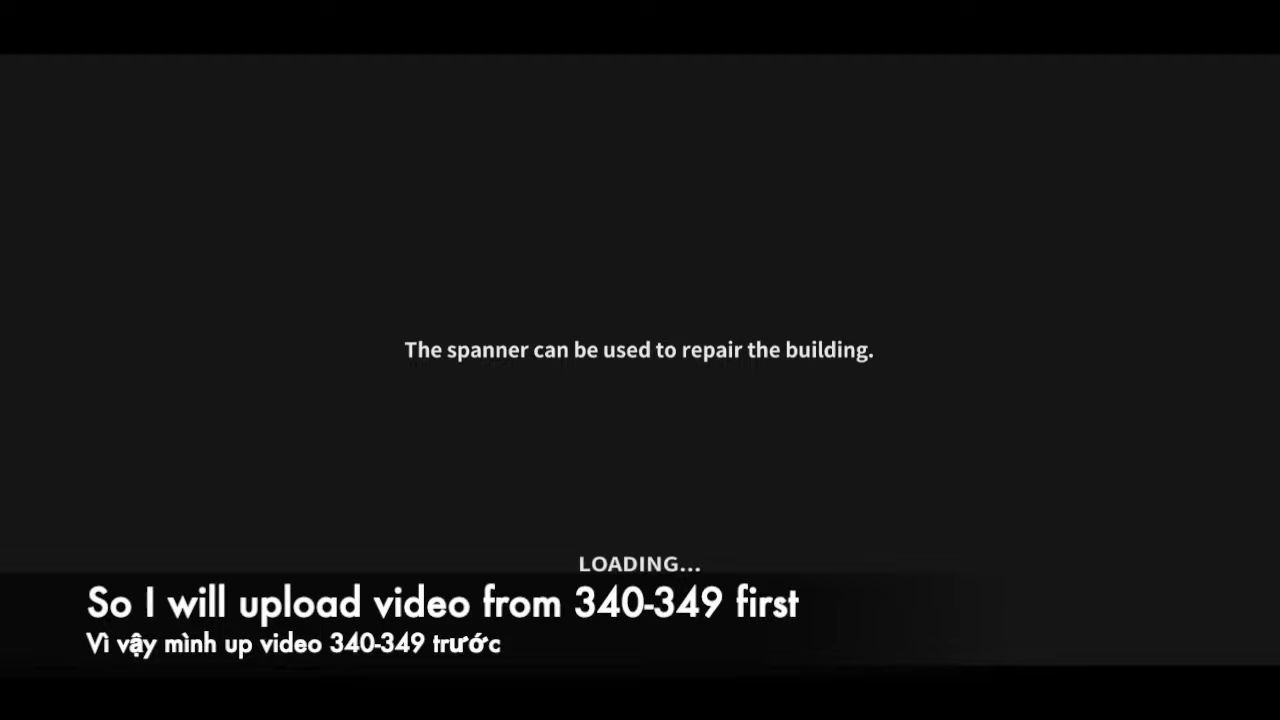 The spanner can be used to repair the building.
LOADING...
So I will upload video from 340-349 first
Vì vậy mình up video 340-349 trước